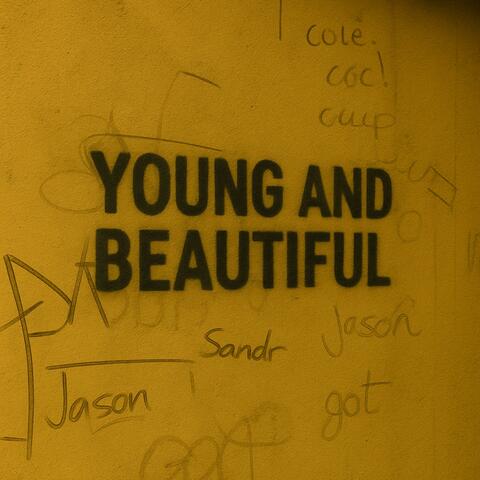 cole.
coc!
YOUNG AND
BEAUTIFUL
Jason
Sandr
Jason
got